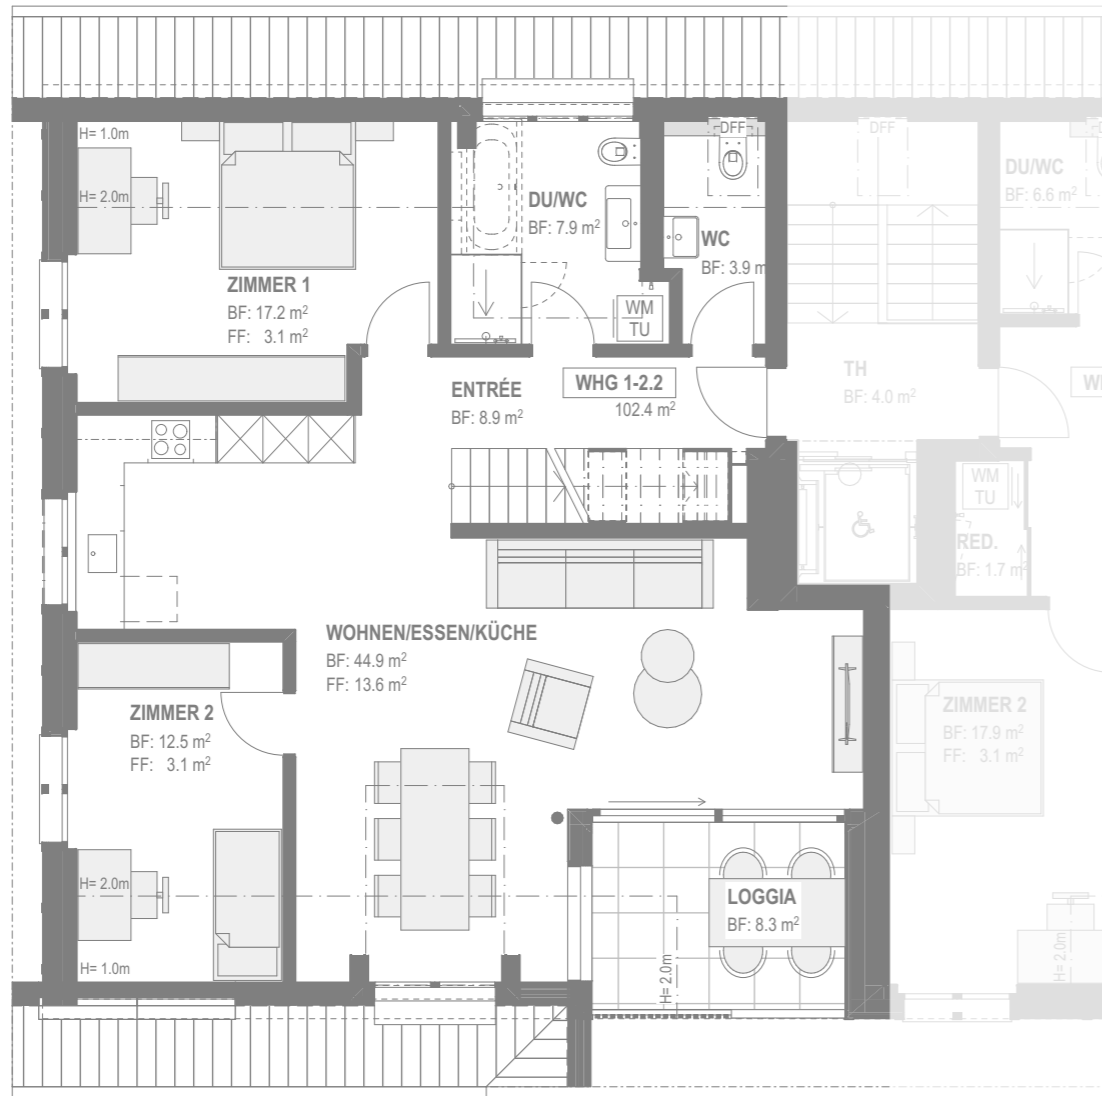 DFF
DFF
H= 1.0m
H= 2.0m
ZIMMER 1
BF: 17.2 m²
FF: 3.1 m²
DU/WC
BF: 7.9 m²
WC
BF: 3.9 m
WM
TU
DU/WC
BF: 6.6 m²
ENTRÉE
BF: 8.9 m²
WHG 1-2.2
102.4 m²
TH
BF: 4.0 m²
WM
TU
RED.
BF: 1.7 m²
WOHNEN/ESSEN/KÜCHE
BF: 44.9 m²
FF: 13.6 m²
ZIMMER 2
BF: 12.5 m²
FF: 3.1 m²
H= 2.0m
H= 1.0m
LOGGIA
BF: 8.3 m²
H= 2.0m
ZIMMER 2
BF: 17.9 m²
FF: 3.1 m²
H= 2.0m